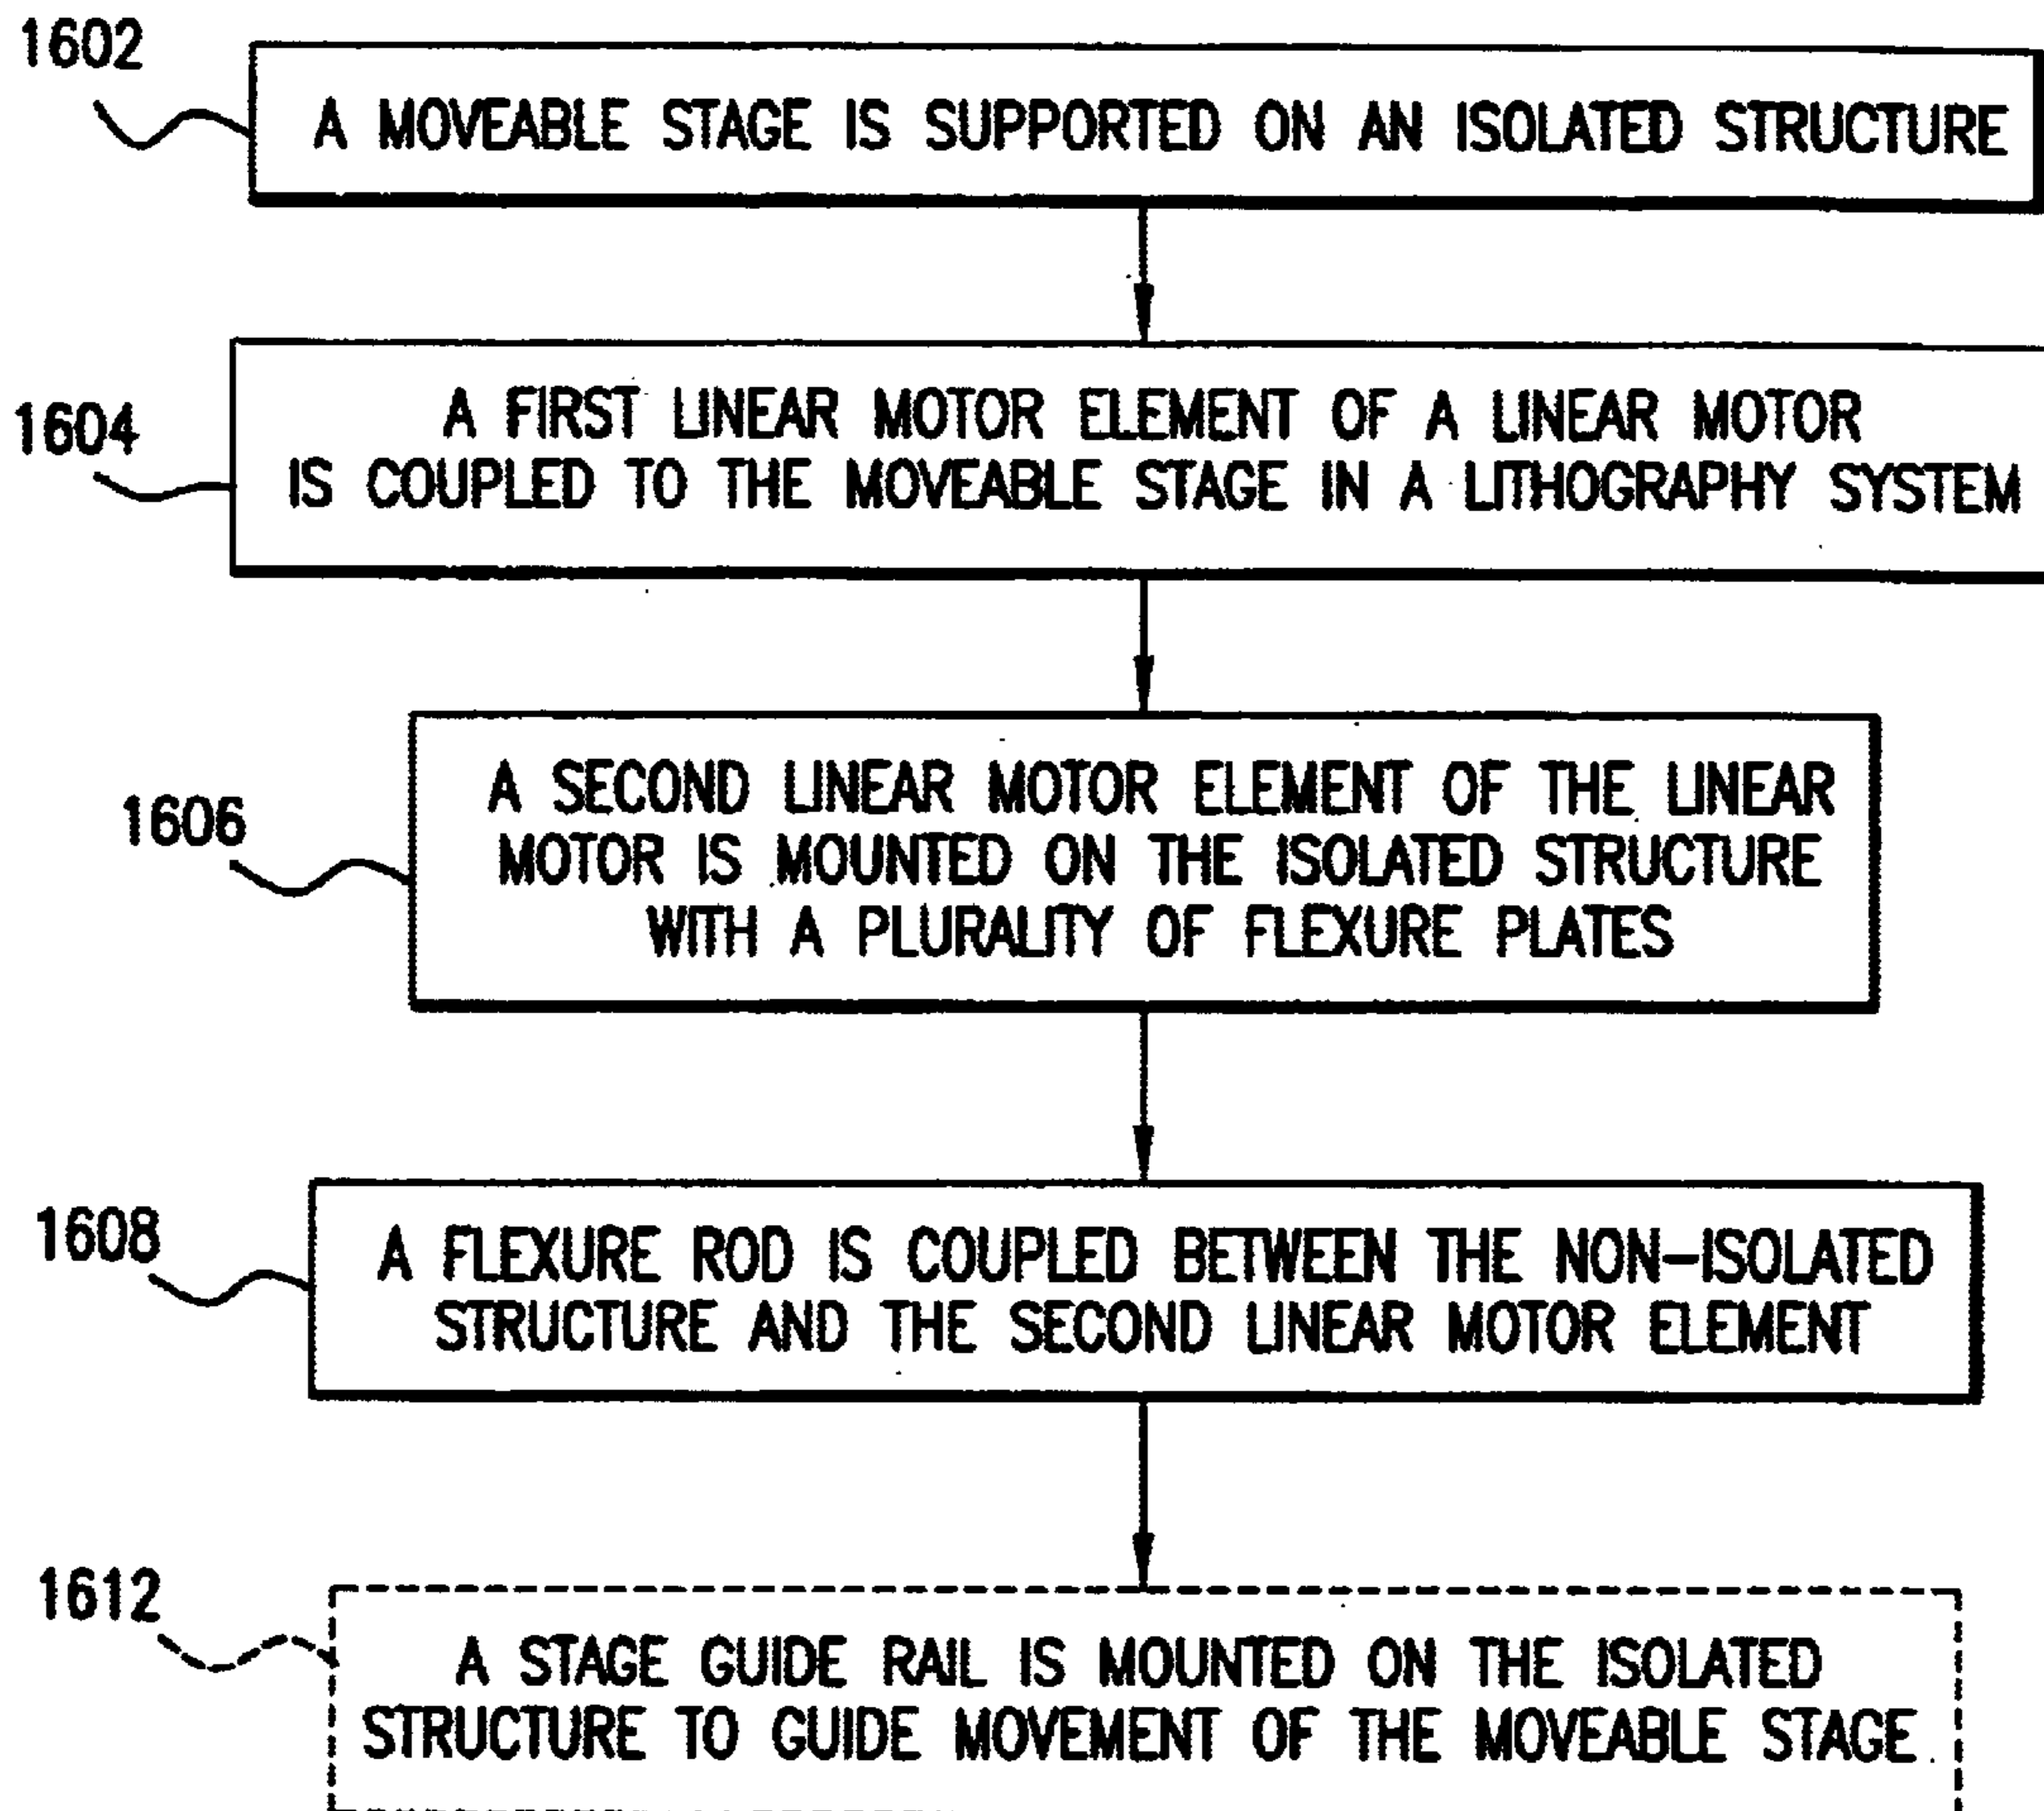 1602
A MOVEABLE STAGE IS SUPPORTED ON AN ISOLATED STRUCTURE
1604
A FIRST LINEAR MOTOR ELEMENT OF A LINEAR MOTOR
IS COUPLED TO THE MOVEABLE STAGE IN A LITHOGRAPHY SYSTEM
1606
A SECOND LINEAR MOTOR ELEMENT OF THE LINEAR
MOTOR IS MOUNTED ON THE ISOLATED STRUCTURE
WITH A PLURALITY OF FLEXURE PLATES
1608
A FLEXURE ROD IS COUPLED BETWEEN THE NON-ISOLATED
STRUCTURE AND THE SECOND LINEAR MOTOR ELEMENT
1612
A STAGE GUIDE RAIL IS MOUNTED ON THE ISOLATED
STRUCTURE TO GUIDE MOVEMENT OF THE MOVEABLE STAGE